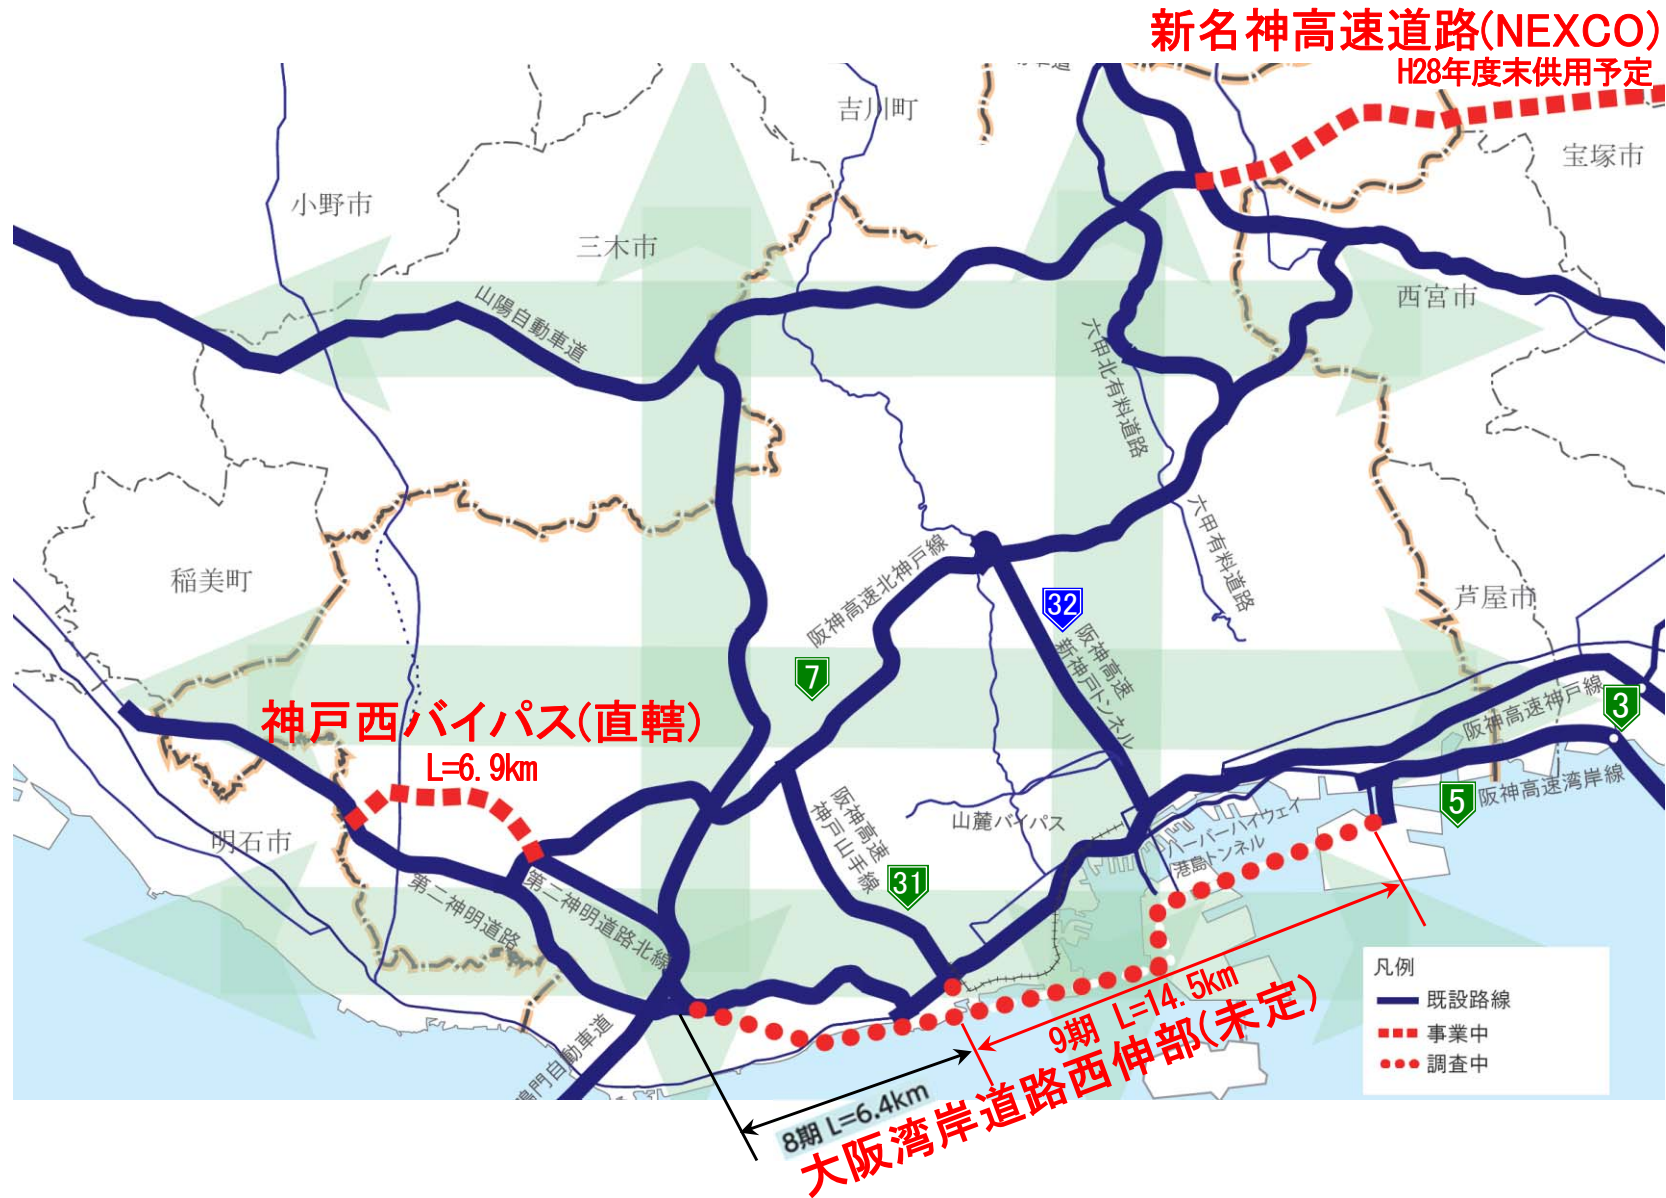 新名神高速道路(NEXCO)
H28年度末供用予定
吉川町
宝塚市
小野市
三木市
西宮市
山陽自動車道
六甲北有料道路
六甲有料道路
稲美町
芦屋市
阪神高速北神戸線
32
阪神高速
新神戸トンネル
7
阪神高速神戸線
3
神戸西バイパス(直轄)
L=6.9km
阪神高速湾岸線
5
明石市
阪神高速
神戸山手線
31
山麓バイパス
ハーバーハイウェイ
港島トンネル
第二神明道路
第二神明道路北線
鳴門自動車道
8期 L=6.4km
9期 L=14.5km
大阪湾岸道路西伸部(未定)
凡例
既設路線
事業中
調査中